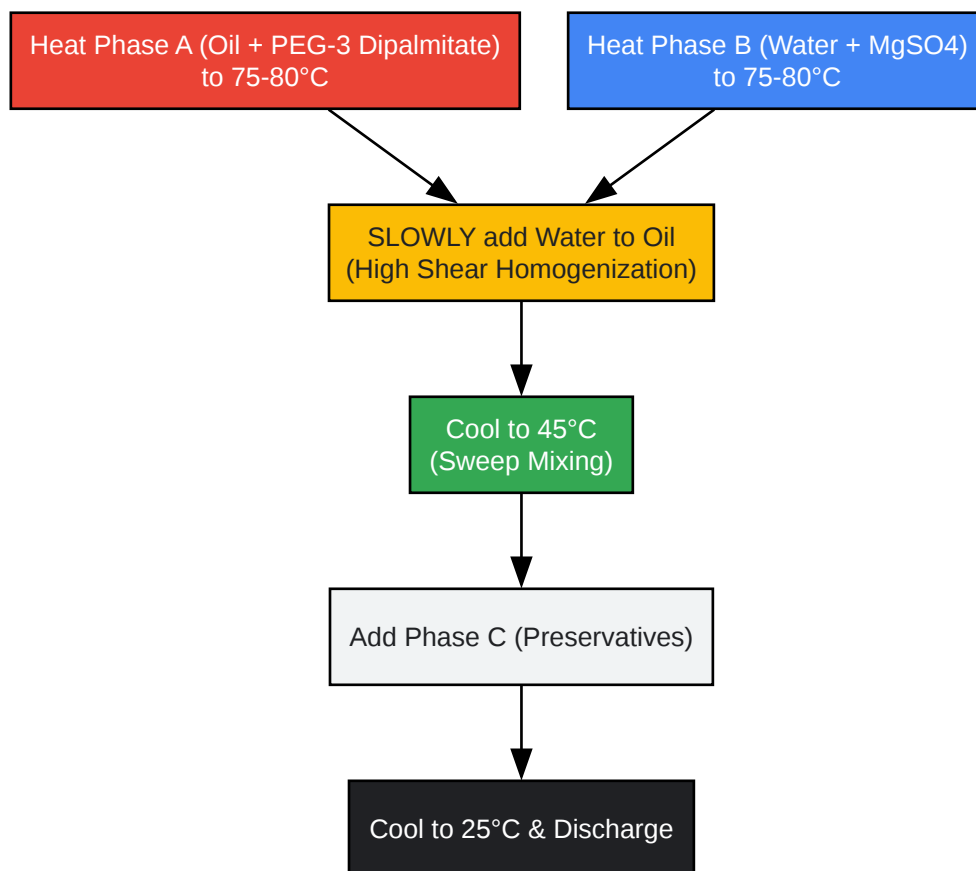 Heat Phase A (Oil + PEG-3 Dipalmitate)
to 75-80°C
Heat Phase B (Water + MgSO4)
to 75-80°C
SLOWLY add Water to Oil
(High Shear Homogenization)
Cool to 45°C
(Sweep Mixing)
Add Phase C (Preservatives)
Cool to 25°C & Discharge